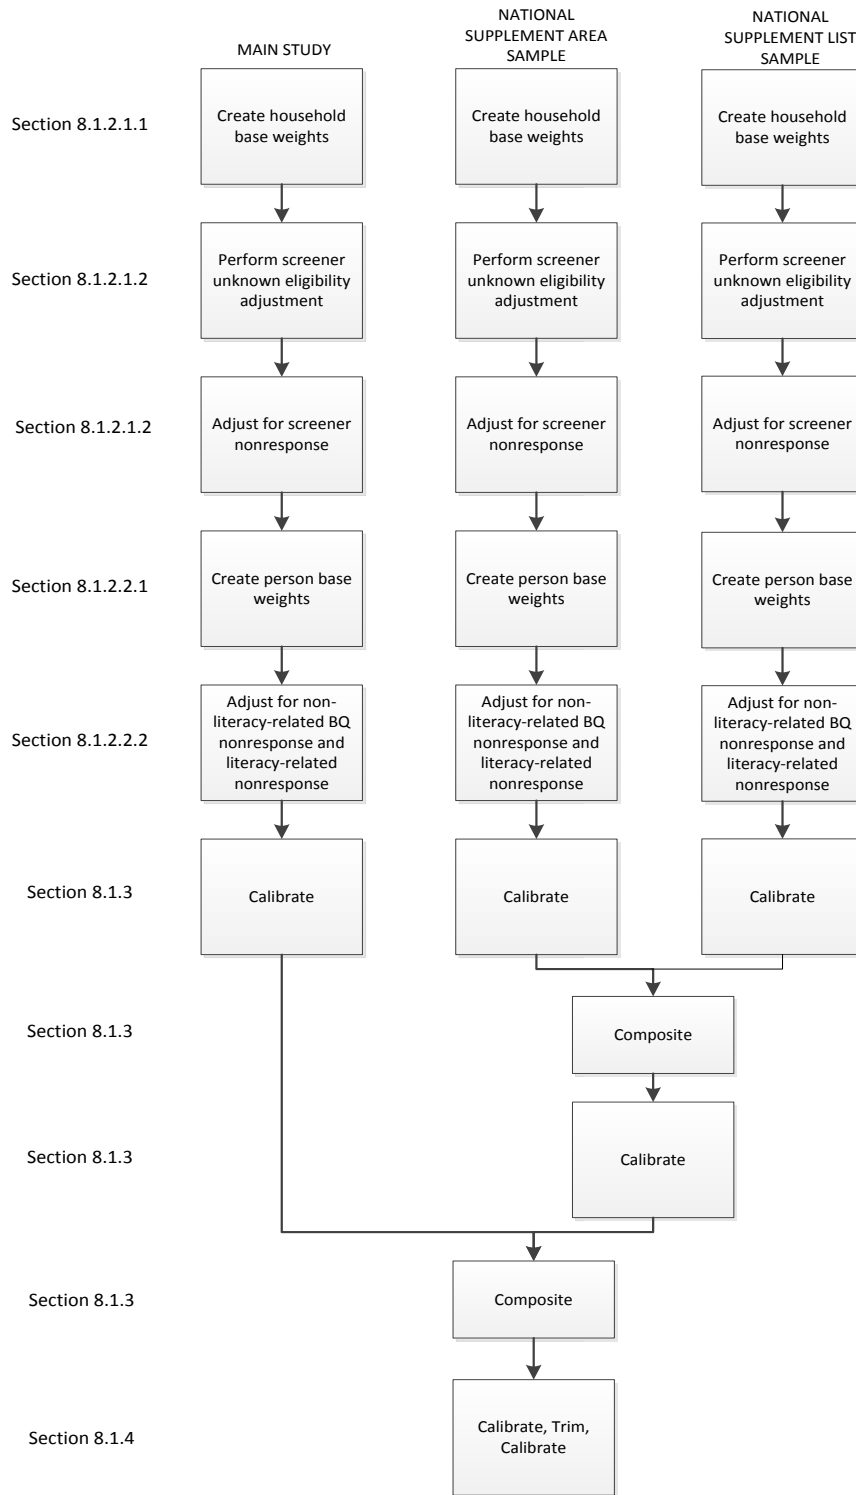 MAIN STUDY
NATIONAL
SUPPLEMENT AREA
SAMPLE
NATIONAL
SUPPLEMENT LIST
SAMPLE
Section 8.1.2.1.1
Create household
base weights
Create household
base weights
Create household
base weights
Section 8.1.2.1.2
Perform screener
unknown eligibility
adjustment
Perform screener
unknown eligibility
adjustment
Perform screener
unknown eligibility
adjustment
Section 8.1.2.1.2
Adjust for screener
nonresponse
Adjust for screener
nonresponse
Adjust for screener
nonresponse
Section 8.1.2.2.1
Create person base
weights
Create person base
weights
Create person base
weights
Section 8.1.2.2.2
Adjust for non-
literacy-related BQ
nonresponse and
literacy-related
nonresponse
Adjust for non-
literacy-related BQ
nonresponse and
literacy-related
nonresponse
Adjust for non-
literacy-related BQ
nonresponse and
literacy-related
nonresponse
Section 8.1.3
Calibrate
Calibrate
Calibrate
Section 8.1.3
Composite
Section 8.1.3
Calibrate
Section 8.1.3
Composite
Section 8.1.4
Calibrate, Trim,
Calibrate